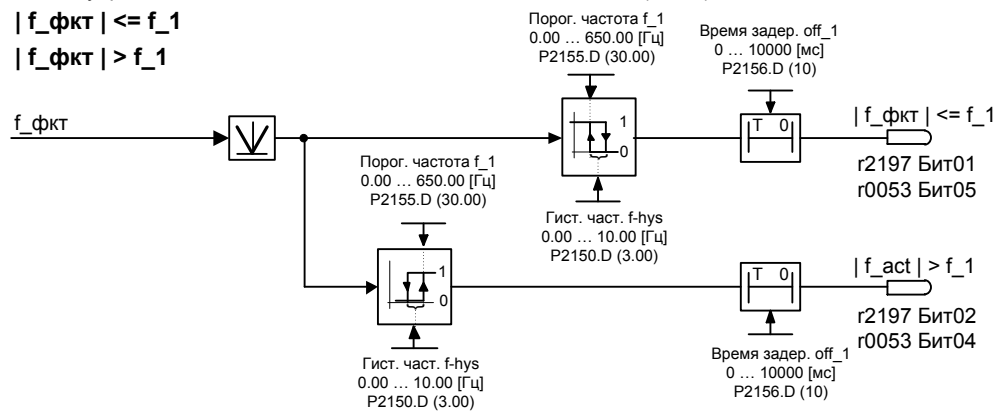 | f_фкт | <= f_1
| f_фкт | > f_1
Порог. частота f_1
0.00 … 650.00 [Гц]
P2155.D (30.00)
Время задер. off_1
0 … 10000 [мс]
P2156.D (10)
f_фкт
1
0
T 0
| f_фкт | <= f_1
r2197 Бит01
r0053 Бит05
Порог. частота f_1
0.00 … 650.00 [Гц]
P2155.D (30.00)
Гист. част. f-hys
0.00 … 10.00 [Гц]
P2150.D (3.00)
1
0
T 0
| f_act | > f_1
r2197 Бит02
r0053 Бит04
Гист. част. f-hys
0.00 … 10.00 [Гц]
P2150.D (3.00)
Время задер. off_1
0 … 10000 [мс]
P2156.D (10)